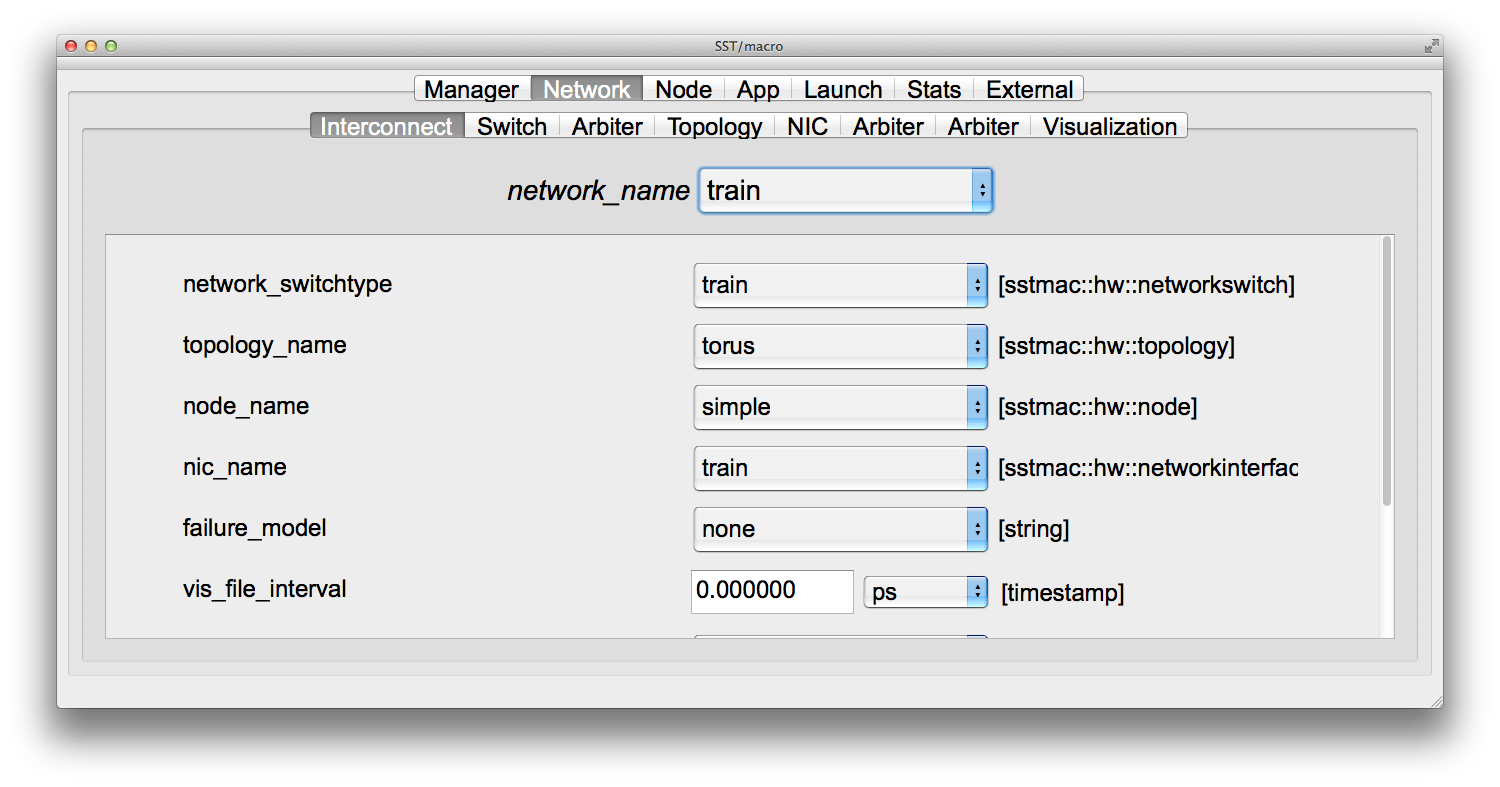 SST/macro
Manager Network Node App Launch Stats External
Interconnect Switch Arbiter Topology NIC Arbiter Arbiter Visualization
network_name train
network_switchtype train [sstmac::hw::networkswitch]
topology_name torus [sstmac::hw::topology]
node_name simple [sstmac::hw::node]
nic_name train [sstmac::hw::networkinterfac
failure_model none [string]
vis_file_interval 0.000000 ps [timestamp]